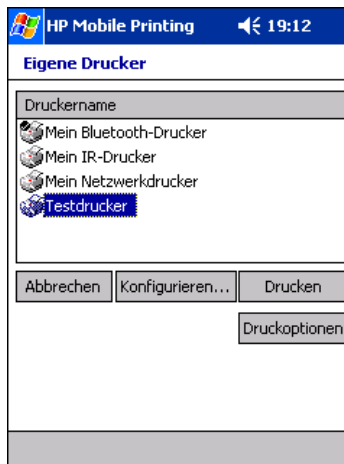 HP Mobile Printing 19:12
Eigene Drucker
Druckername
Mein Bluetooth-Drucker
Mein IR-Drucker
Mein Netzwerkdrucker
Testdrucker
Abbrechen Konfigurieren... Drucken
Druckoptionen